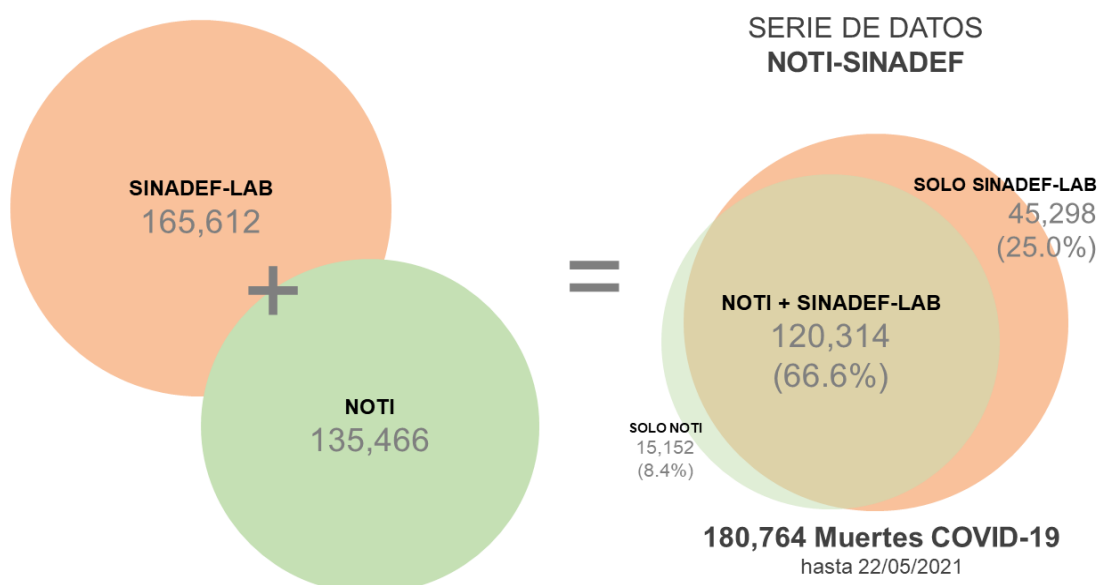 SERIE DE DATOS
NOTI-SINADEF
SINADEF-LAB
165,612
+
NOTI
135,466
=
SOLO SINADEF-LAB
45,298
(25.0%)
NOTI + SINADEF-LAB
120,314
(66.6%)
SOLO NOTI
15,152
(8.4%)
180,764 Muertes COVID-19
hasta 22/05/2021